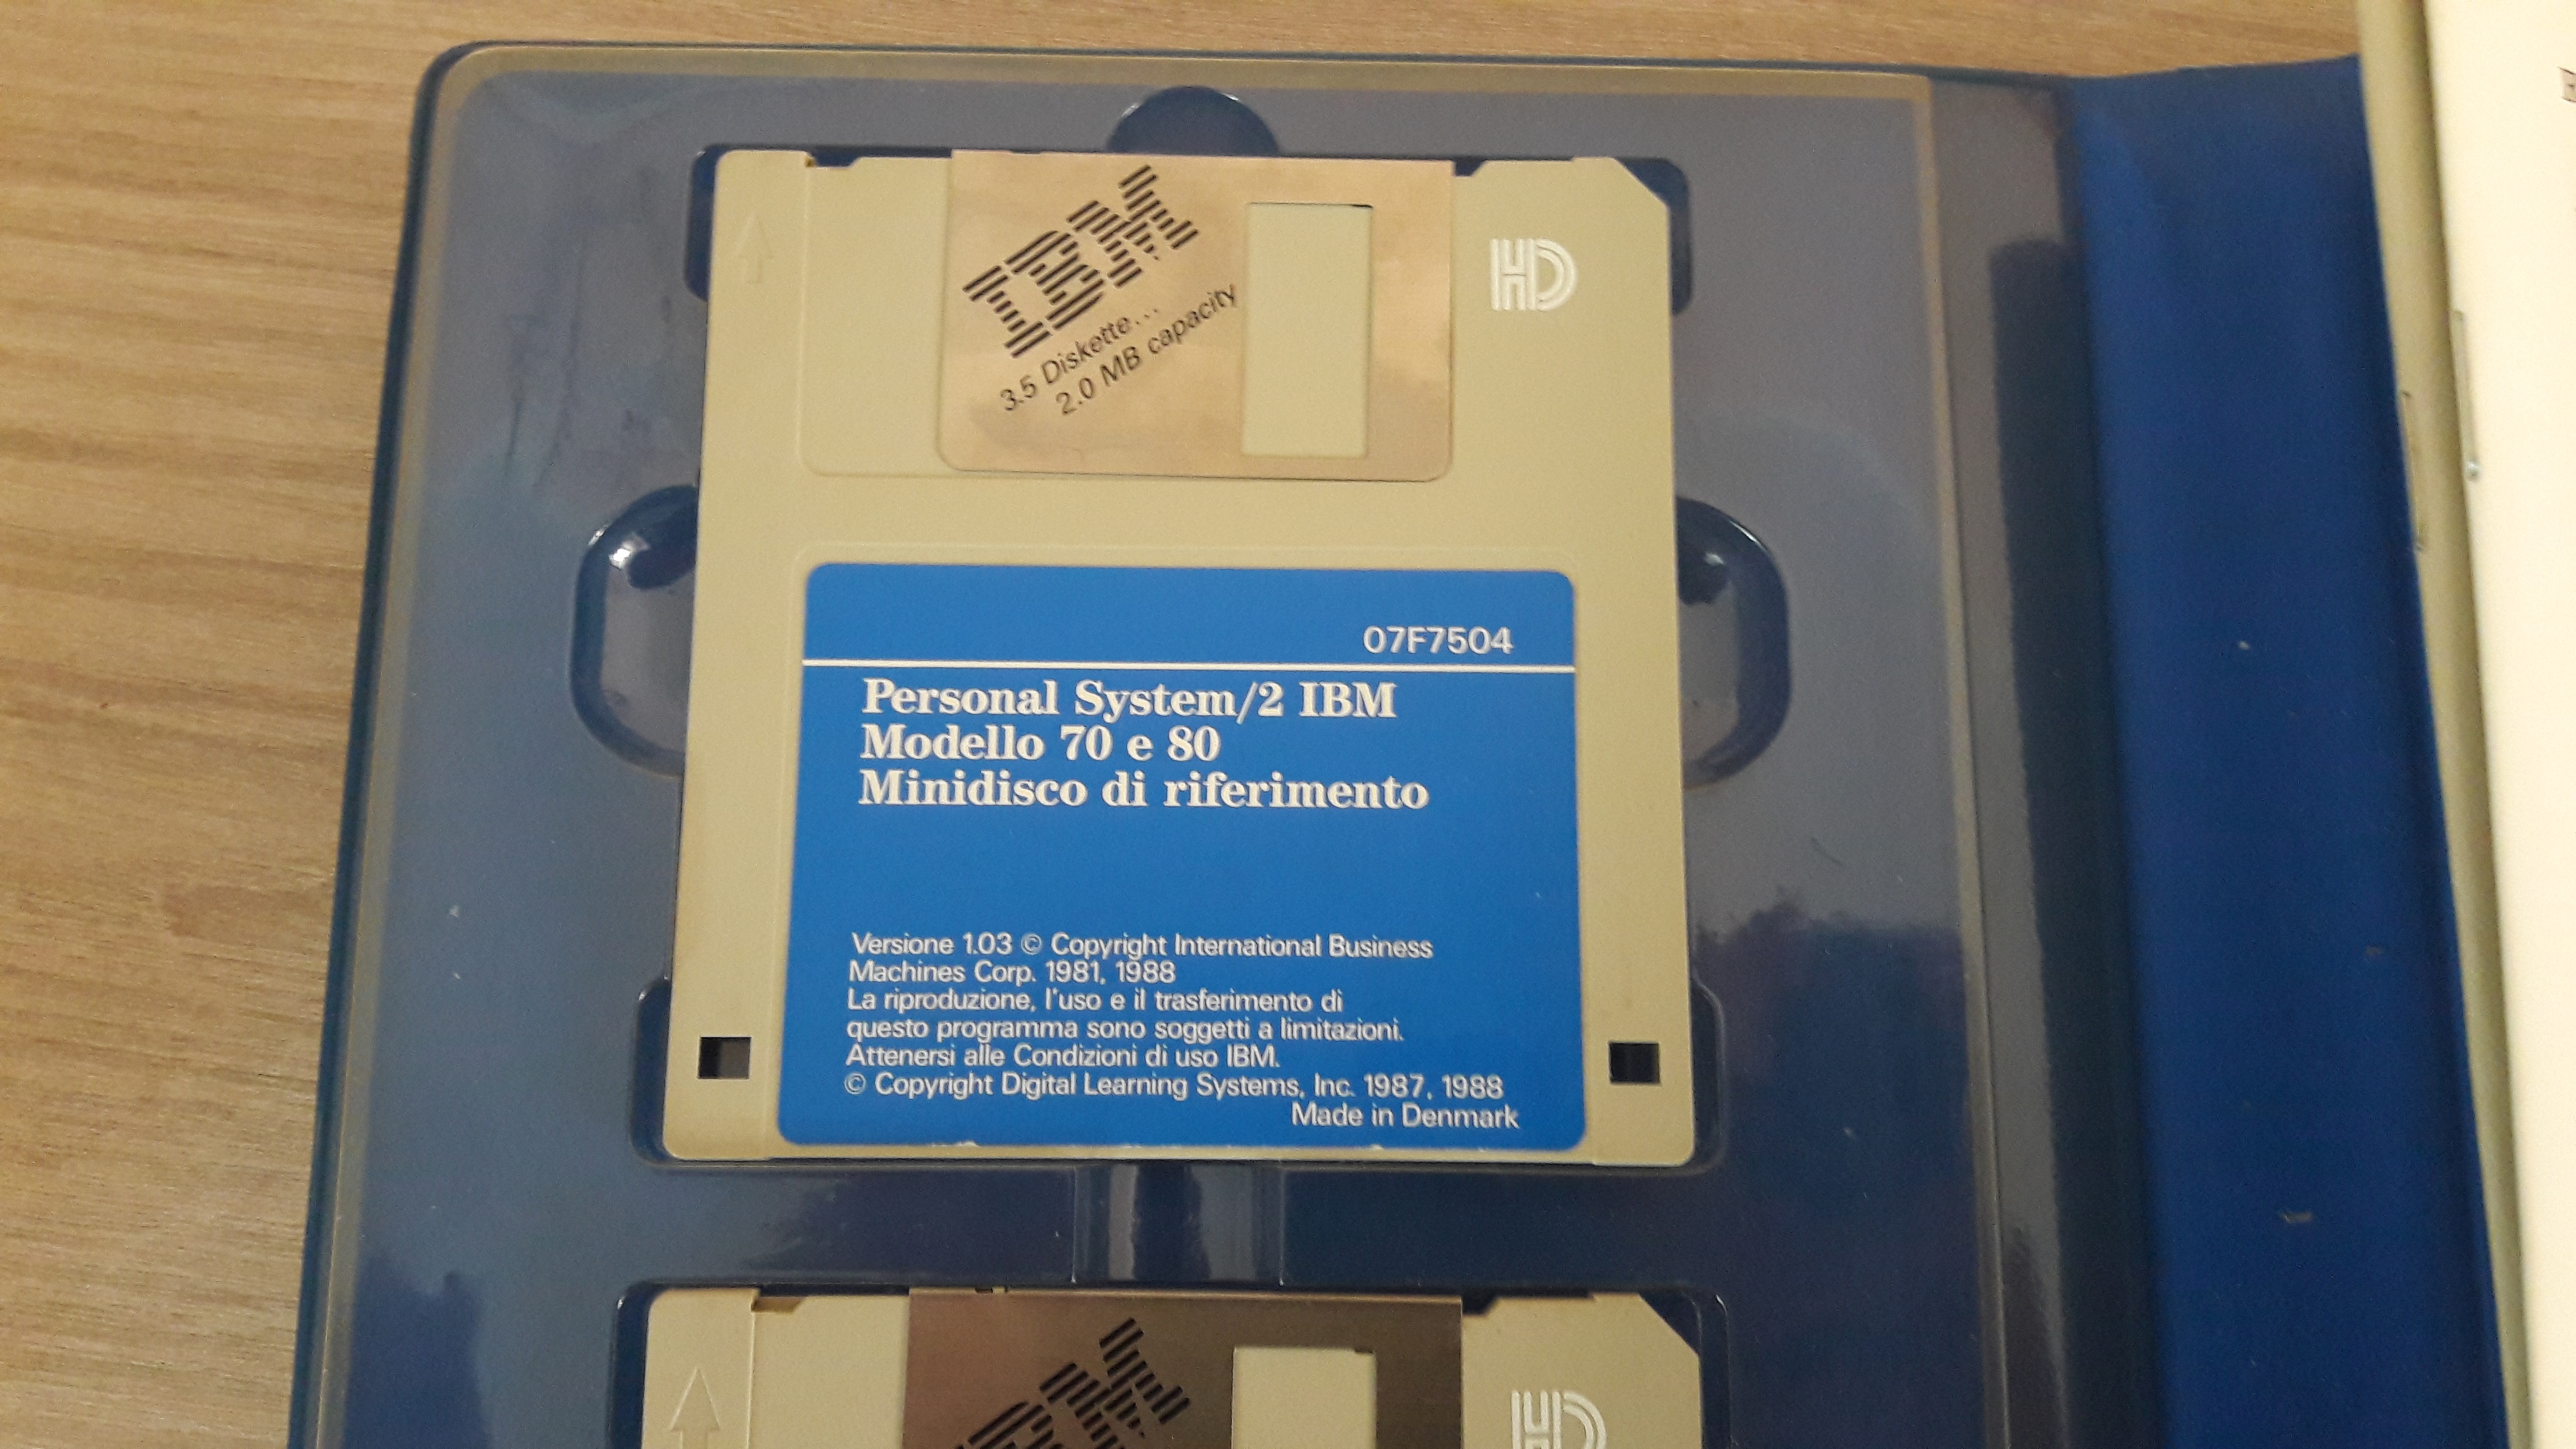 IBM
3.5 Diskette...
2.0 MB capacity
HD
07F7504
Personal System/2 IBM
Modello 70 e 80
Minidisco di riferimento
Versione 1.03 © Copyright International Business
Machines Corp. 1981, 1988
La riproduzione, l'uso e il trasferimento di
questo programma sono soggetti a limitazioni.
Attenersi alle Condizioni di uso IBM.
© Copyright Digital Learning Systems, Inc. 1987, 1988
Made in Denmark
IBM
HD